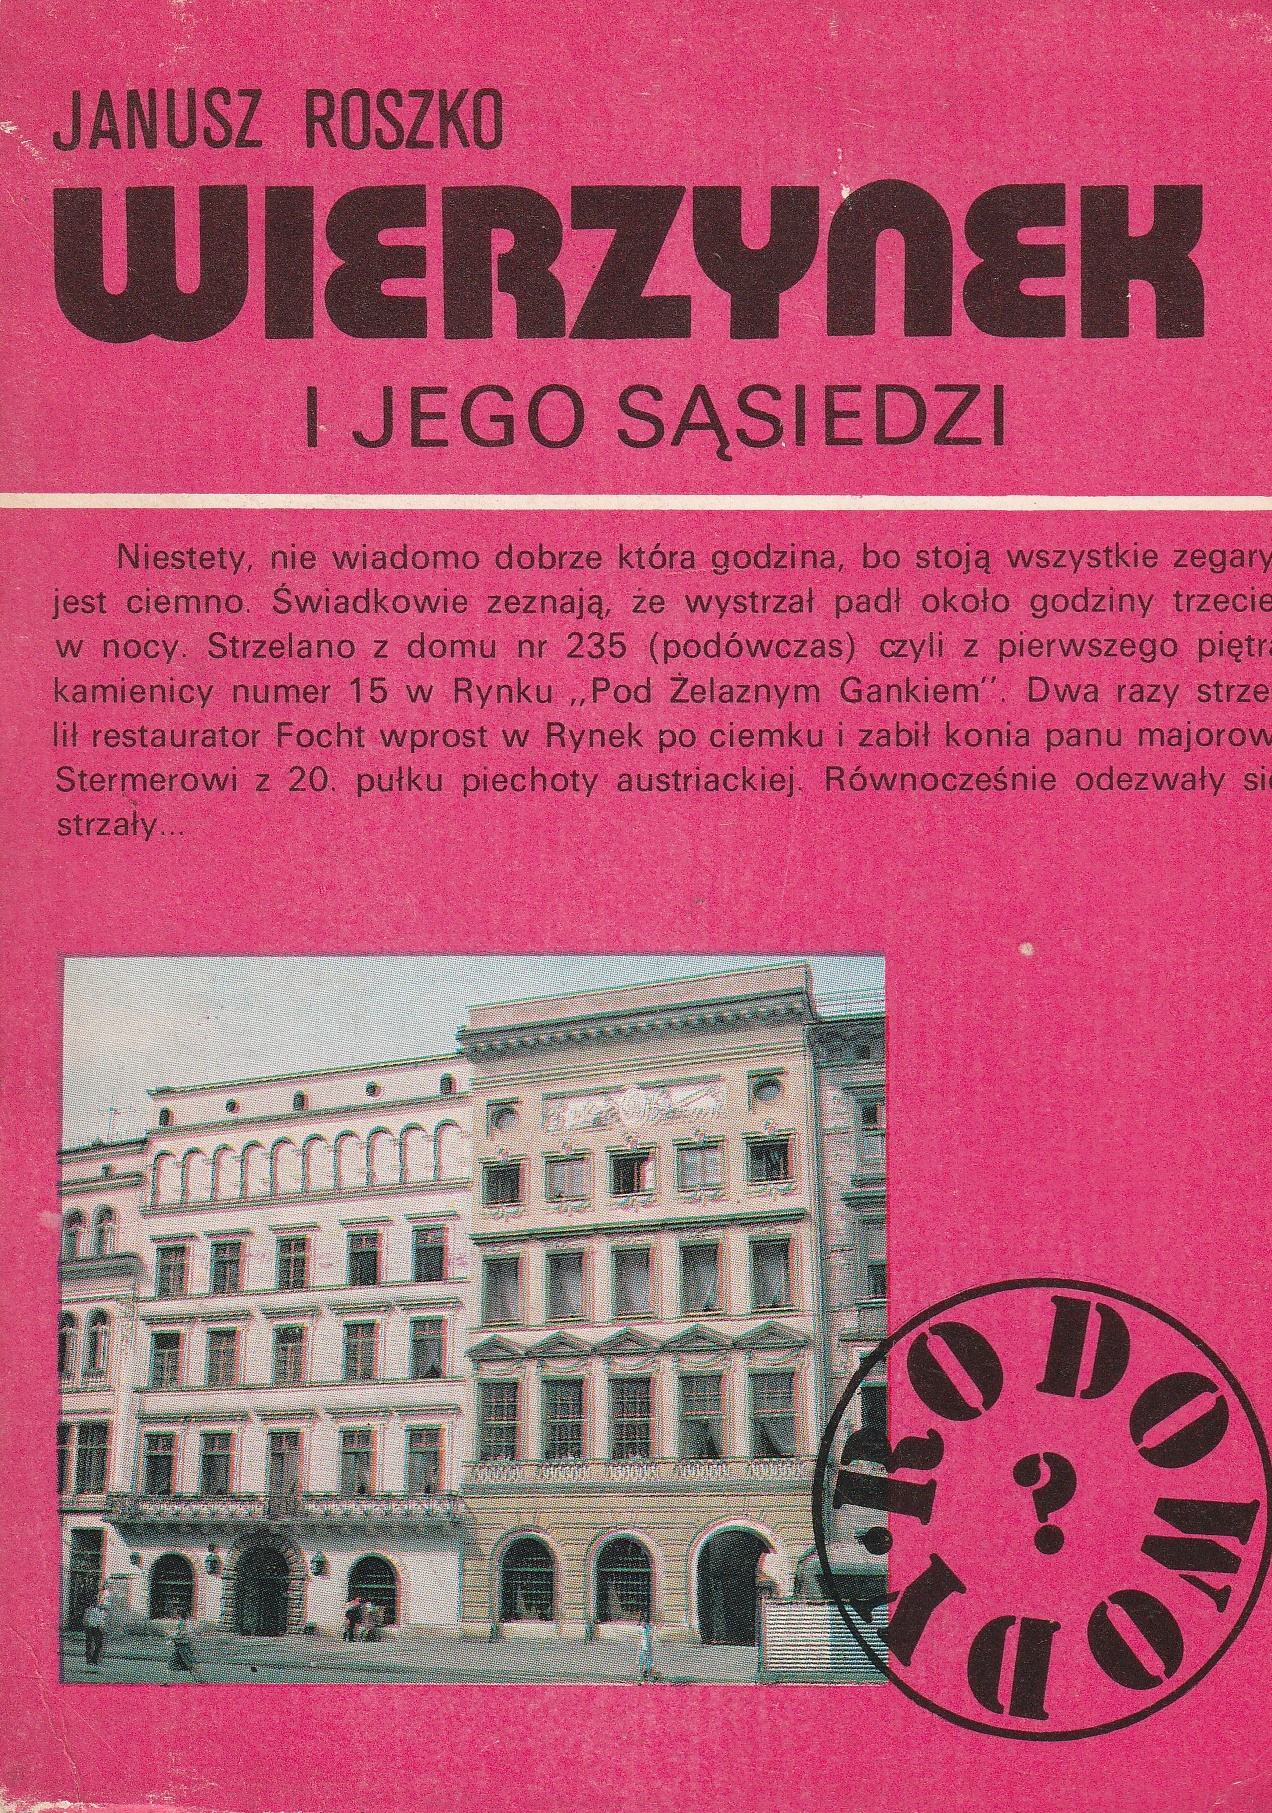 JANUSZ ROSZKO
WIERZYNEK
I JEGO SĄSIEDZI
Niestety, nie wiadomo dobrze która godzina, bo stoją wszystkie zegary
jest ciemno. Świadkowie zeznają, że wystrzał padł około godziny trzecie
w nocy. Strzelano z domu nr 235 (podówczas) czyli z pierwszego piętra
kamienicy numer 15 w Rynku „Pod Żelaznym Gankiem”. Dwa razy strze
lił restaurator Focht wprost w Rynek po ciemku i zabił konia panu majorow
Stermerowi z 20. pułku piechoty austriackiej. Równocześnie odezwały się
strzały...
RODOWODY
?